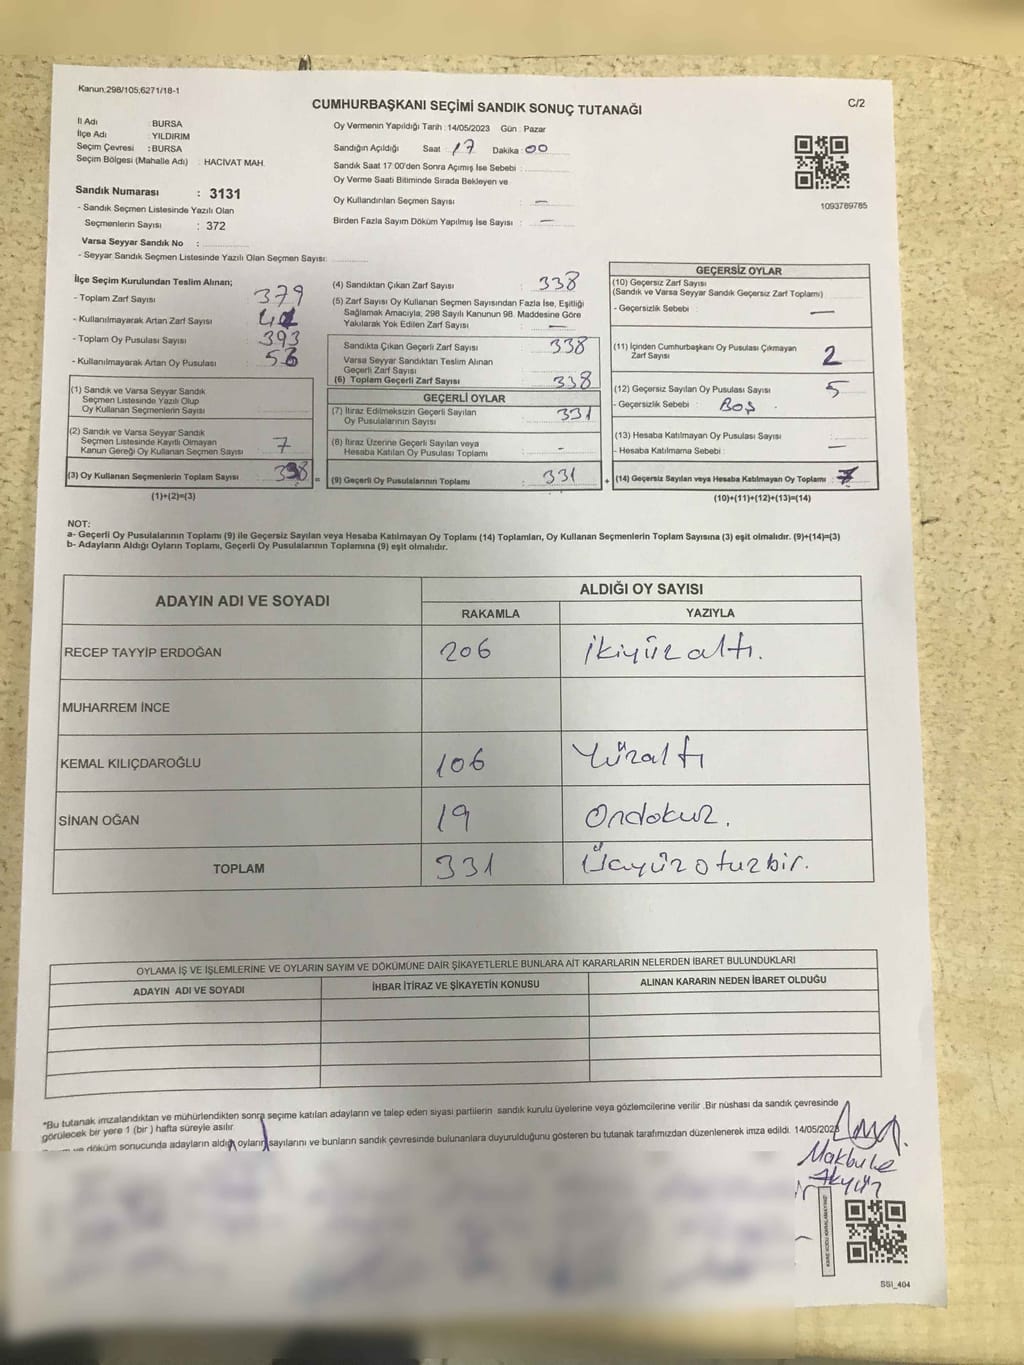 Kanun,298/105,6271/18-1
CUMHURBAŞKANI SEÇİMİ SANDIK SONUÇ TUTANAĞI
C/2
İl Adı : BURSA
İlçe Adı : YILDIRIM
Seçim Çevresi : BURSA
Seçim Bölgesi (Mahalle Adı) : HACİVAT MAH.
Sandık Numarası : 3131
- Sandık Seçmen Listesinde Yazılı Olan
Seçmenlerin Sayısı : 372
Varsa Seyyar Sandık No :
- Seyyar Sandık Seçmen Listesinde Yazılı Olan Seçmen Sayısı:
Oy Vermenin Yapıldığı Tarih : 14/05/2023 Gün : Pazar
Sandığın Açıldığı Saat : 17 Dakika : 00
Sandık Saat 17:00'den Sonra Açılmış İse Sebebi :
Oy Verme Saati Bitiminde Sırada Bekleyen ve
Oy Kullandırılan Seçmen Sayısı : —
Birden Fazla Sayım Döküm Yapılmış İse Sayısı : —
1093789785
İlçe Seçim Kurulundan Teslim Alınan;
- Toplam Zarf Sayısı 379
- Kullanılmayarak Artan Zarf Sayısı
- Toplam Oy Pusulası Sayısı 393
- Kullanılmayarak Artan Oy Pusulası
(1) Sandık ve Varsa Seyyar Sandık
Seçmen Listesinde Yazılı Olup
Oy Kullanan Seçmenlerin Sayısı
(2) Sandık ve Varsa Seyyar Sandık
Seçmen Listesinde Kayıtlı Olmayan
Kanun Gereği Oy Kullanan Seçmen Sayısı : 7
(3) Oy Kullanan Seçmenlerin Toplam Sayısı : 338 =
(1)+(2)=(3)
(4) Sandıktan Çıkan Zarf Sayısı : 338
(5) Zarf Sayısı Oy Kullanan Seçmen Sayısından Fazla İse, Eşitliği
Sağlamak Amacıyla, 298 Sayılı Kanunun 98. Maddesine Göre
Yakılarak Yok Edilen Zarf Sayısı : —
Sandıkta Çıkan Geçerli Zarf Sayısı : 338
Varsa Seyyar Sandıktan Teslim Alınan
Geçerli Zarf Sayısı
(6) Toplam Geçerli Zarf Sayısı : 338
GEÇERLİ OYLAR
(7) İtiraz Edilmeksizin Geçerli Sayılan
Oy Pusulasının Sayısı : 331
(8) İtiraz Üzerine Geçerli Sayılan veya
Hesaba Katılan Oy Pusulası Toplamı : -
(9) Geçerli Oy Pusulalarının Toplamı : 331 +
GEÇERSİZ OYLAR
(10) Geçersiz Zarf Sayısı
(Sandık ve Varsa Seyyar Sandık Geçersiz Zarf Toplamı)
- Geçersizlik Sebebi : —
(11) İçinden Cumhurbaşkanı Oy Pusulası Çıkmayan
Zarf Sayısı 2
(12) Geçersiz Sayılan Oy Pusulası Sayısı : 5
- Geçersizlik Sebebi : BOŞ
(13) Hesaba Katılmayan Oy Pusulası Sayısı : —
- Hesaba Katılmama Sebebi :
(14) Geçersiz Sayılan veya Hesaba Katılmayan Oy Toplamı : 7
(10)+(11)+(12)+(13)=(14)
NOT:
a- Geçerli Oy Pusulalarının Toplamı (9) ile Geçersiz Sayılan veya Hesaba Katılmayan Oy Toplamı (14) Toplamları, Oy Kullanan Seçmenlerin Toplam Sayısına (3) eşit olmalıdır. (9)+(14)=(3)
b- Adayların Aldığı Oyların Toplamı, Geçerli Oy Pusulalarının Toplamına (9) eşit olmalıdır.
ADAYIN ADI VE SOYADI
ALDIĞI OY SAYISI
RAKAMLA YAZIYLA
RECEP TAYYİP ERDOĞAN 206 İkiyüzaltı.
MUHARREM İNCE
KEMAL KILIÇDAROĞLU 106 Yüzaltı
SİNAN OĞAN 19 Ondokuz.
TOPLAM 331 Üçyüzotuzbir.
OYLAMA İŞ VE İŞLEMLERİNE VE OYLARIN SAYIM VE DÖKÜMÜNE DAİR ŞİKAYETLERLE BUNLARA AİT KARARLARIN NELERDEN İBARET BULUNDUKLARI
ADAYIN ADI VE SOYADI İHBAR İTİRAZ VE ŞİKAYETİN KONUSU ALINAN KARARIN NEDEN İBARET OLDUĞU
*Bu tutanak imzalandıktan ve mühürlendikten sonra seçime katılan adayların ve talep eden siyasi partilerin sandık kurulu üyelerine veya gözlemcilerine verilir. Bir nüshası da sandık çevresinde
görülecek bir yere 1 (bir) hafta süreyle asılır.
ve döküm sonucunda adayların aldığı oyların sayılarını ve bunların sandık çevresinde bulunanlara duyurulduğunu gösteren bu tutanak tarafımızdan düzenlenerek imza edildi. 14/05/2023
Makbule
Akyüz
SSI_404